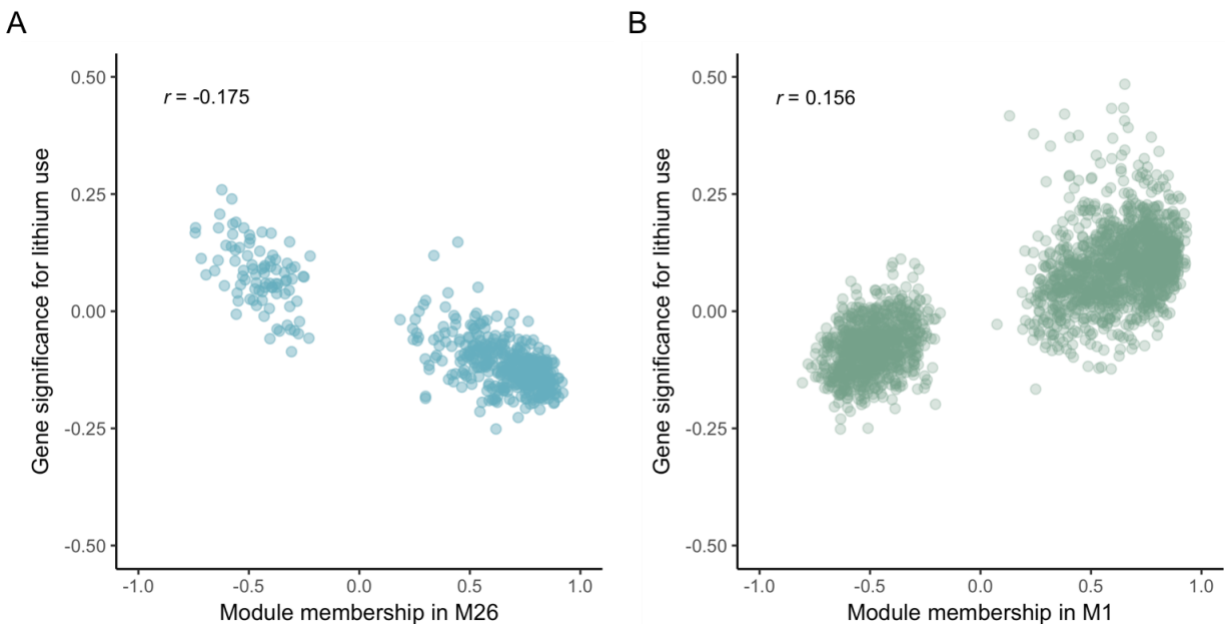 A
0.50
0.25
0.00
-0.25
-0.50
Gene significance for lithium use
r = -0.175
-1.0 -0.5 0.0 0.5 1.0
Module membership in M26
B
0.50
0.25
0.00
-0.25
-0.50
Gene significance for lithium use
r = 0.156
-1.0 -0.5 0.0 0.5 1.0
Module membership in M1